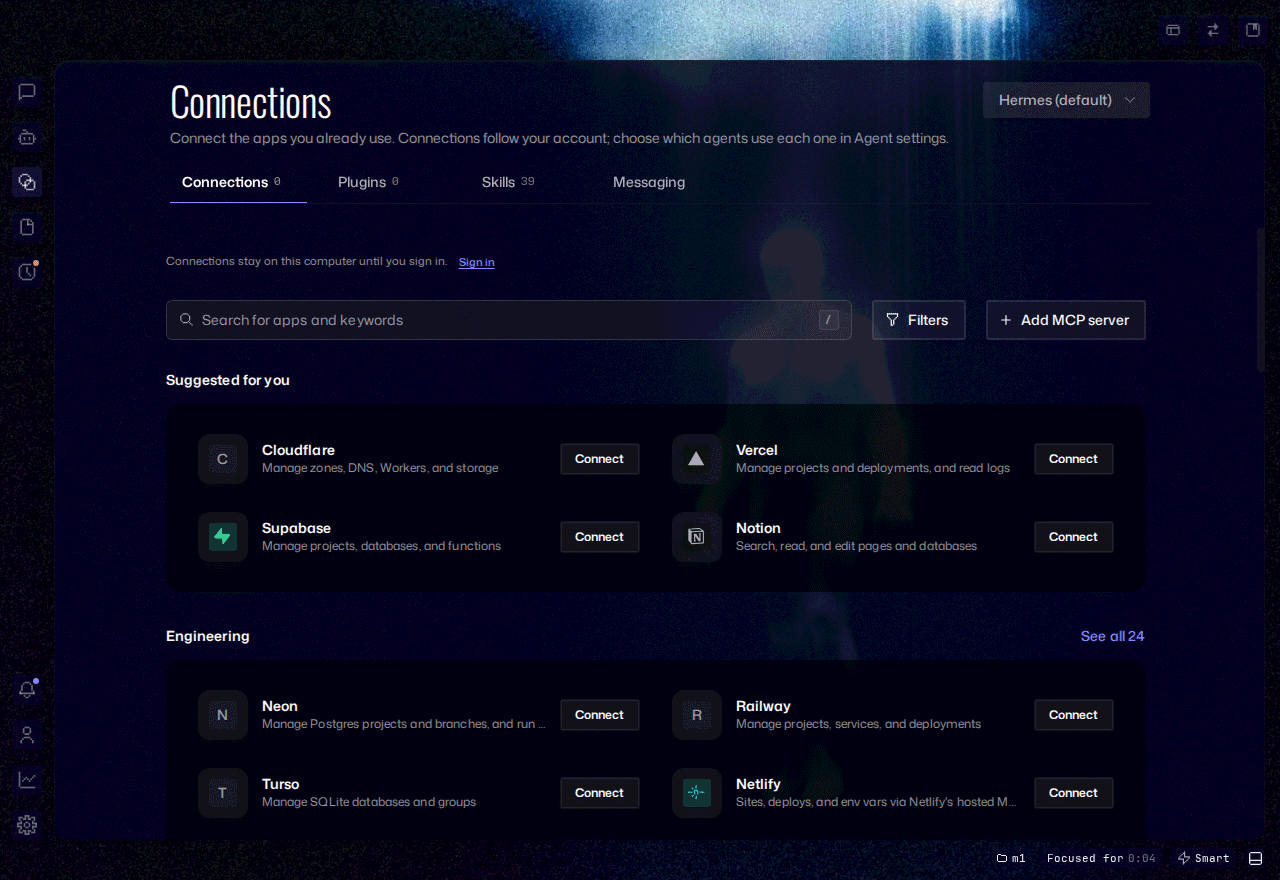 Connections
Hermes (default)
Connect the apps you already use. Connections follow your account; choose which agents use each one in Agent settings.
Connections 0 Plugins 0 Skills 39 Messaging
Connections stay on this computer until you sign in. Sign in
Search for apps and keywords / Filters + Add MCP server
Suggested for you
C Cloudflare
Manage zones, DNS, Workers, and storage
Connect
Vercel
Manage projects and deployments, and read logs
Connect
Supabase
Manage projects, databases, and functions
Connect
Notion
Search, read, and edit pages and databases
Connect
Engineering See all 24
N Neon
Manage Postgres projects and branches, and run ...
Connect
R Railway
Manage projects, services, and deployments
Connect
T Turso
Manage SQLite databases and groups
Connect
Netlify
Sites, deploys, and env vars via Netlify's hosted M...
Connect
m1 Focused for 0:04 Smart